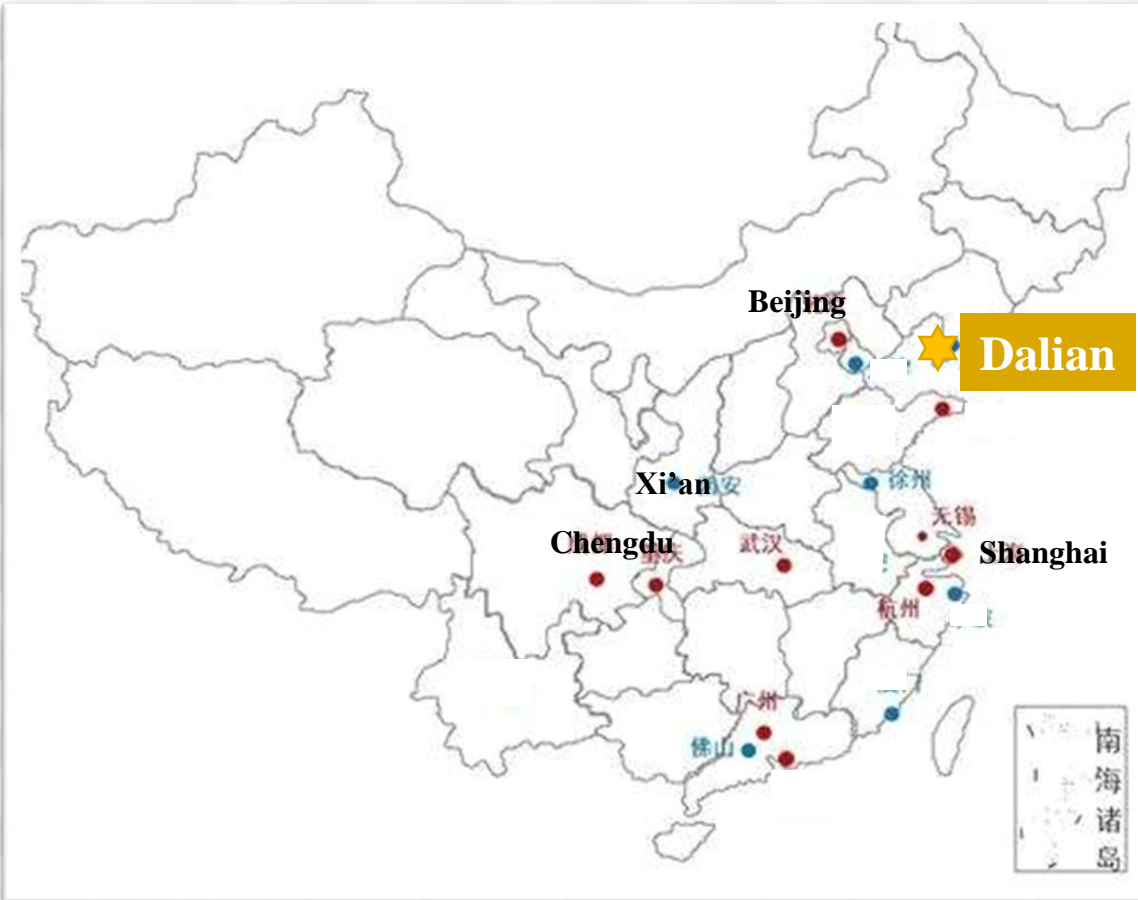 Beijing
Dalian
Xi’an
徐州
无锡
Chengdu
武汉
Shanghai
杭州
广州
佛山
南
海
诸
岛